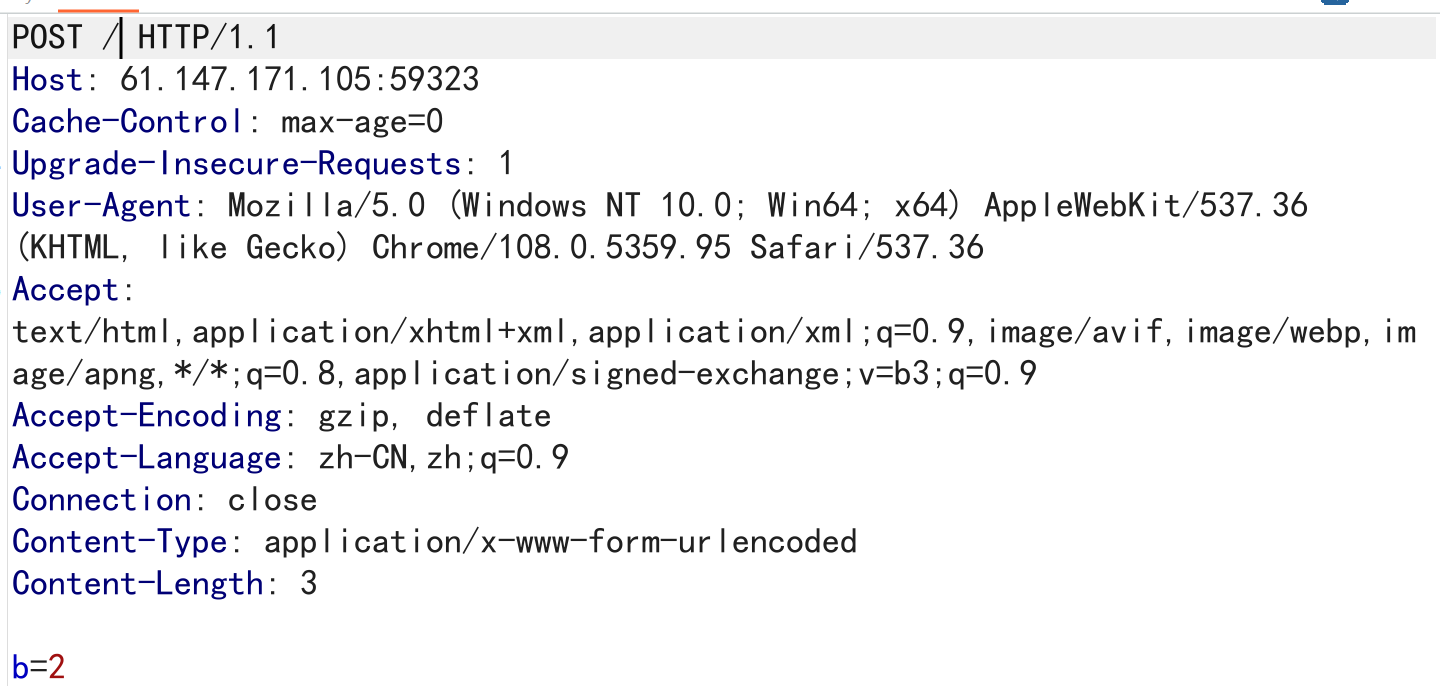 POST / HTTP/1.1
Host: 61.147.171.105:59323
Cache-Control: max-age=0
Upgrade-Insecure-Requests: 1
User-Agent: Mozilla/5.0 (Windows NT 10.0; Win64; x64) AppleWebKit/537.36
(KHTML, like Gecko) Chrome/108.0.5359.95 Safari/537.36
Accept:
text/html,application/xhtml+xml,application/xml;q=0.9,image/avif,image/webp,im
age/apng,*/*;q=0.8,application/signed-exchange;v=b3;q=0.9
Accept-Encoding: gzip, deflate
Accept-Language: zh-CN,zh;q=0.9
Connection: close
Content-Type: application/x-www-form-urlencoded
Content-Length: 3
b=2